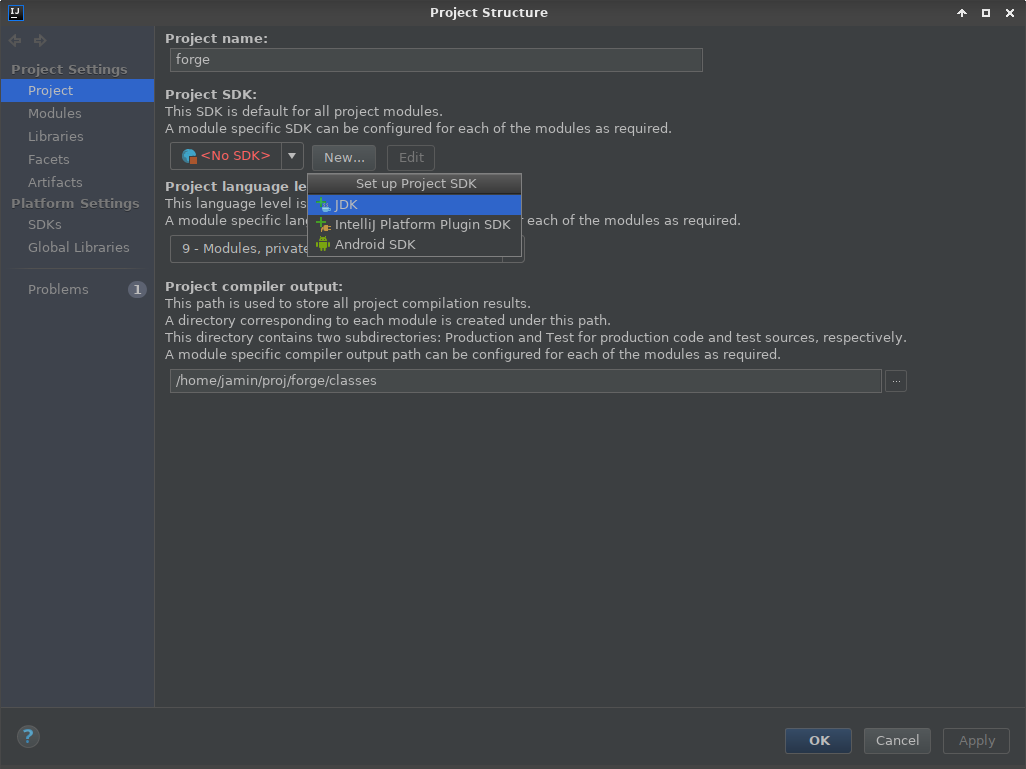 IJ
Project Structure
Project Settings
Project
Modules
Libraries
Facets
Artifacts
Platform Settings
SDKs
Global Libraries
Problems
1
Project name:
forge
Project SDK:
This SDK is default for all project modules.
A module specific SDK can be configured for each of the modules as required.
<No SDK>
New...
Edit
Set up Project SDK
JDK
IntelliJ Platform Plugin SDK
Android SDK
Project language le
This language level is
A module specific lan
each of the modules as required.
9 - Modules, private
Project compiler output:
This path is used to store all project compilation results.
A directory corresponding to each module is created under this path.
This directory contains two subdirectories: Production and Test for production code and test sources, respectively.
A module specific compiler output path can be configured for each of the modules as required.
/home/jamin/proj/forge/classes
...
?
OK
Cancel
Apply